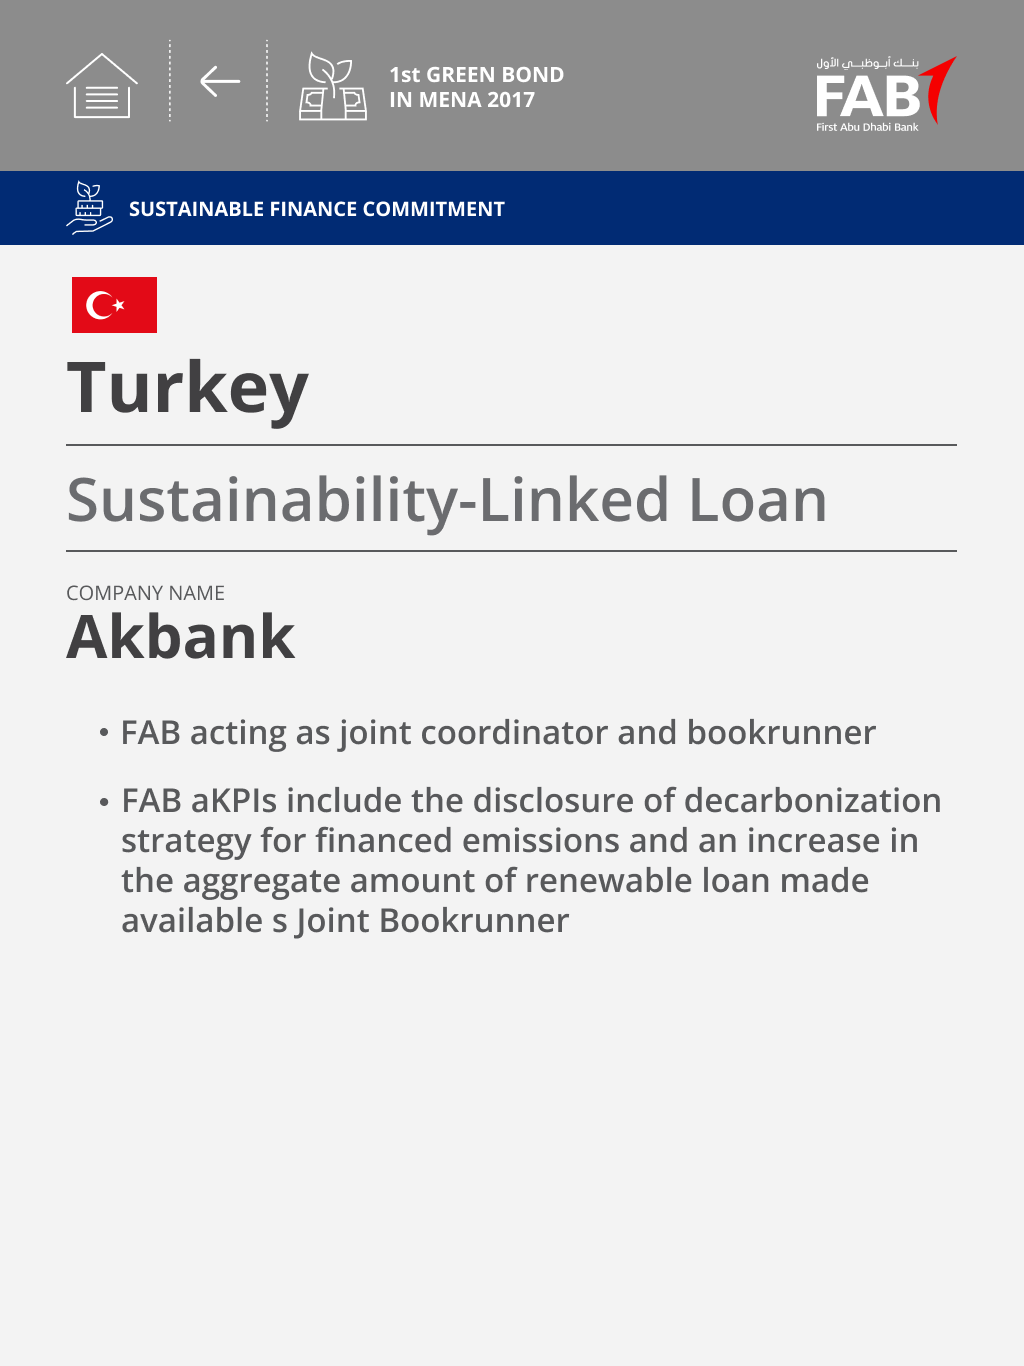 1st GREEN BOND
IN MENA 2017
بنــك أبـوظبــي الأول
FAB
First Abu Dhabi Bank
SUSTAINABLE FINANCE COMMITMENT
Turkey
Sustainability-Linked Loan
COMPANY NAME
Akbank
• FAB acting as joint coordinator and bookrunner
• FAB aKPIs include the disclosure of decarbonization
strategy for financed emissions and an increase in
the aggregate amount of renewable loan made
available s Joint Bookrunner